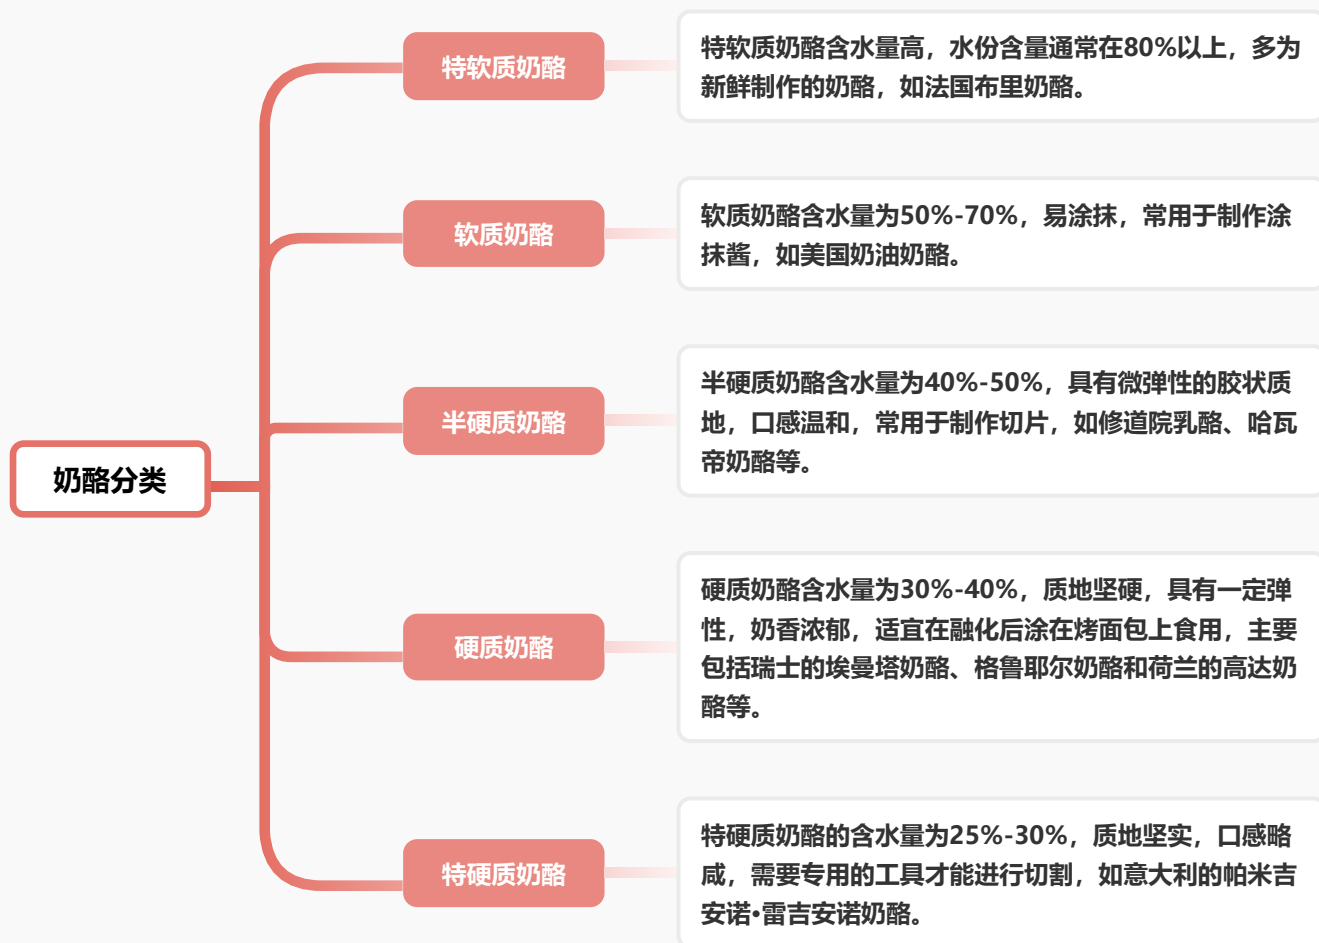 特软质奶酪
特软质奶酪含水量高，水份含量通常在80%以上，多为
新鲜制作的奶酪，如法国布里奶酪。
软质奶酪
软质奶酪含水量为50%-70%，易涂抹，常用于制作涂
抹酱，如美国奶油奶酪。
半硬质奶酪
半硬质奶酪含水量为40%-50%，具有微弹性的胶状质
地，口感温和，常用于制作切片，如修道院乳酪、哈瓦
帝奶酪等。
奶酪分类
硬质奶酪
硬质奶酪含水量为30%-40%，质地坚硬，具有一定弹
性，奶香浓郁，适宜在融化后涂在烤面包上食用，主要
包括瑞士的埃曼塔奶酪、格鲁耶尔奶酪和荷兰的高达奶
酪等。
特硬质奶酪
特硬质奶酪的含水量为25%-30%，质地坚实，口感略
咸，需要专用的工具才能进行切割，如意大利的帕米吉
安诺•雷吉安诺奶酪。